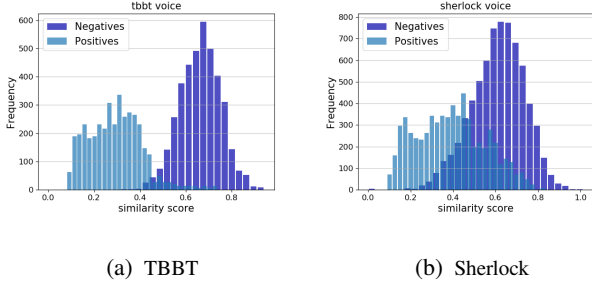 tbbt voice
Negatives
Positives
Frequency
600
500
400
300
200
100
0
0.0 0.2 0.4 0.6 0.8
similarity score
(a) TBBT
sherlock voice
Negatives
Positives
Frequency
800
700
600
500
400
300
200
100
0
0.0 0.2 0.4 0.6 0.8 1.0
similarity score
(b) Sherlock